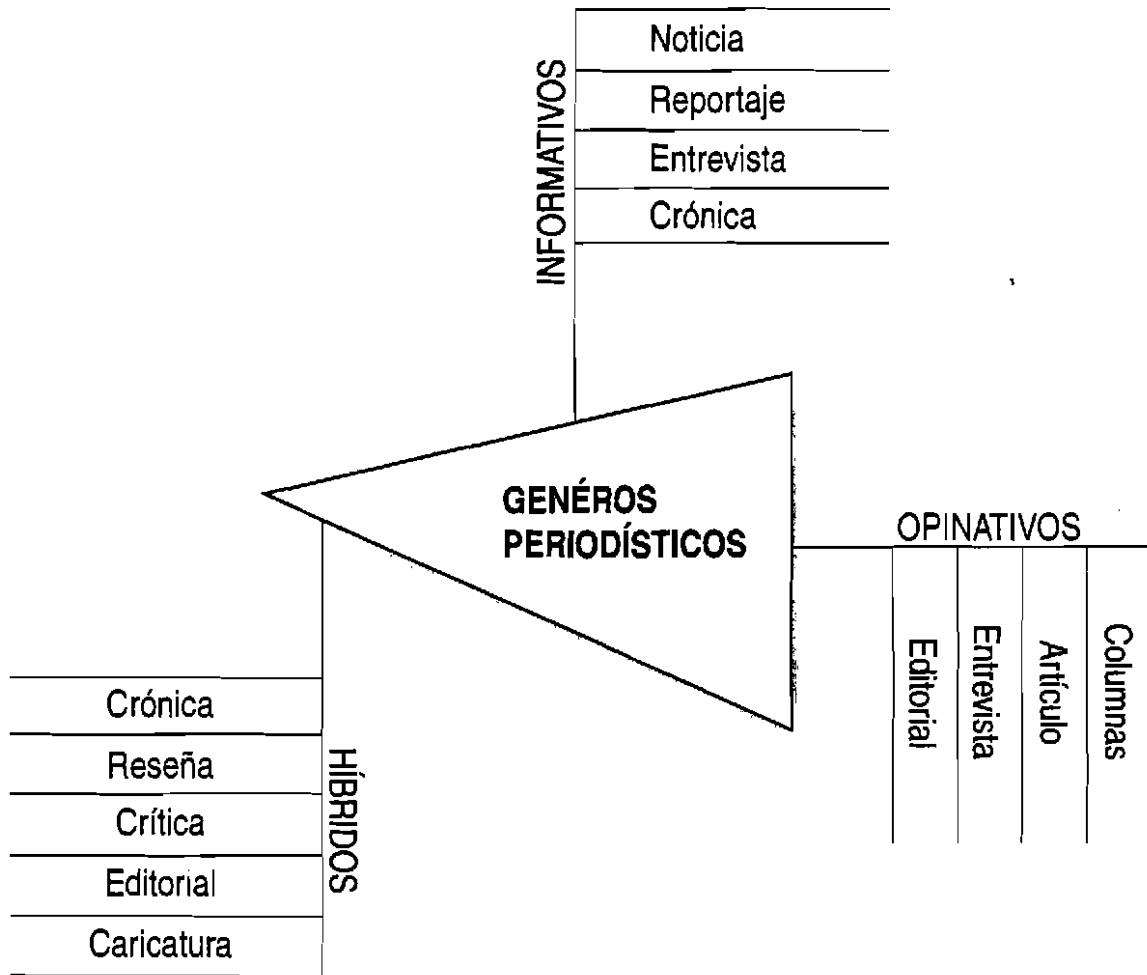 INFORMATIVOS
Noticia
Reportaje
Entrevista
Crónica
GENÉROS
PERIODÍSTICOS
OPINATIVOS
Editorial
Entrevista
Artículo
Columnas
HÍBRIDOS
Crónica
Reseña
Crítica
Editorial
Caricatura